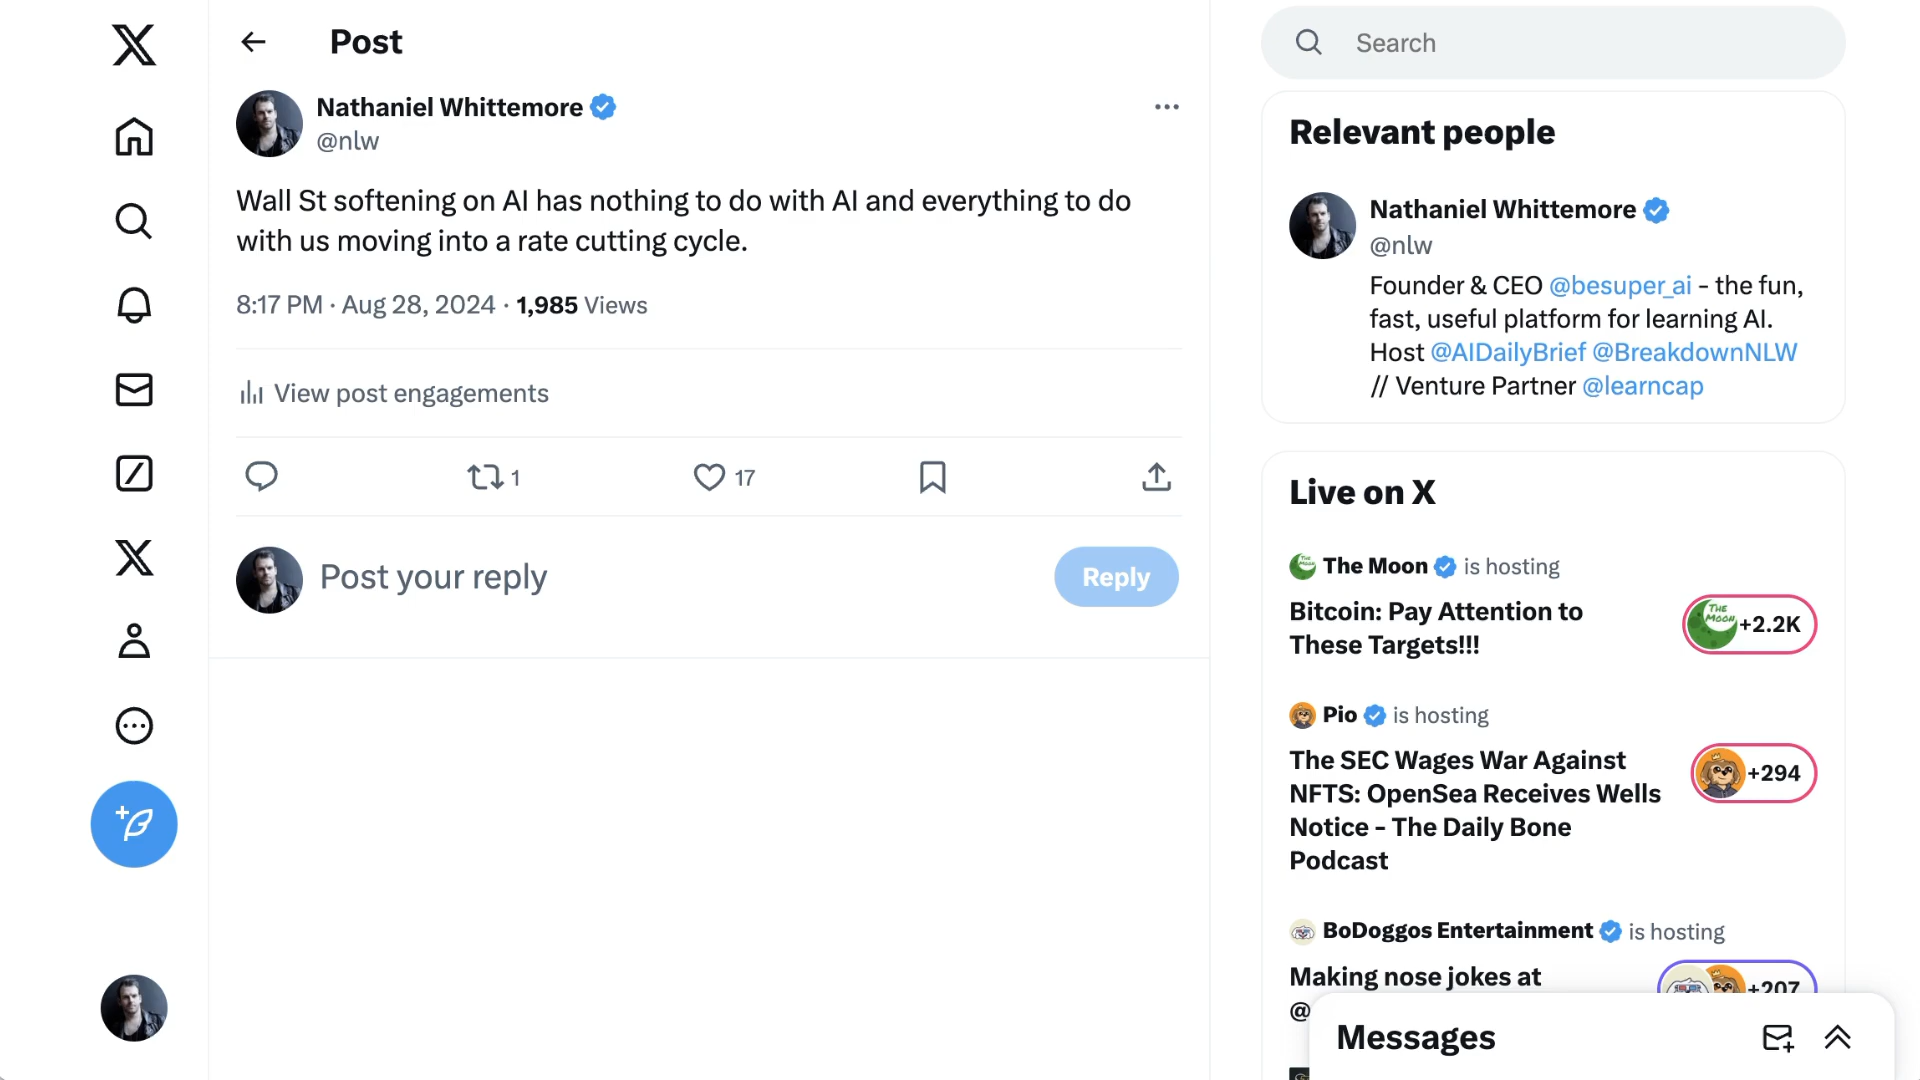 Post
Nathaniel Whittemore
@nlw
Wall St softening on AI has nothing to do with AI and everything to do
with us moving into a rate cutting cycle.
8:17 PM · Aug 28, 2024 · 1,985 Views
View post engagements
1
17
Post your reply
Reply
Search
Relevant people
Nathaniel Whittemore
@nlw
Founder & CEO @besuper_ai - the fun,
fast, useful platform for learning AI.
Host @AIDailyBrief @BreakdownNLW
// Venture Partner @learncap
Live on X
The Moon is hosting
Bitcoin: Pay Attention to
These Targets!!!
THE MOON
+2.2K
Pio is hosting
The SEC Wages War Against
NFTS: OpenSea Receives Wells
Notice - The Daily Bone
Podcast
+294
BoDoggos Entertainment is hosting
Making nose jokes at
+207
@
Messages